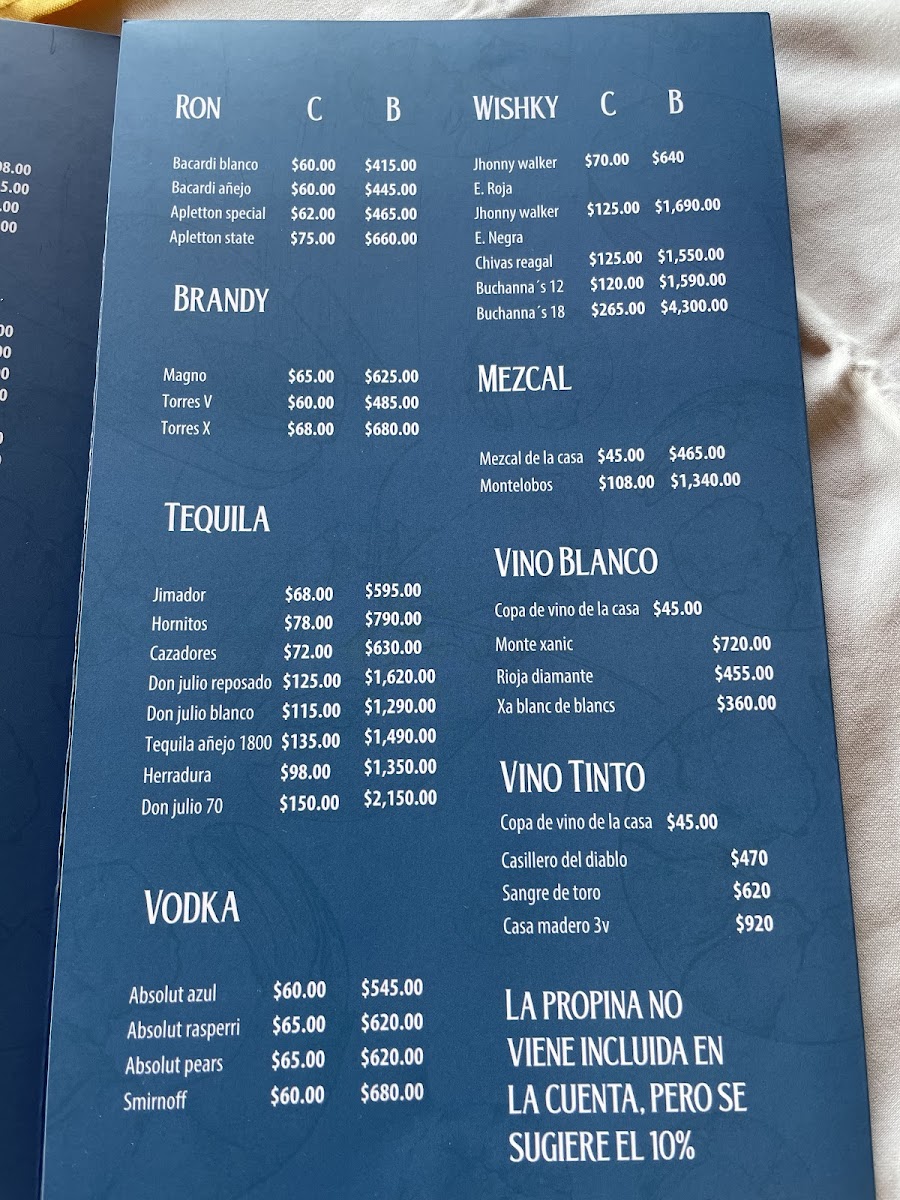 RON C B
Bacardi blanco $60.00 $415.00
Bacardi añejo $60.00 $445.00
Apletton special $62.00 $465.00
Apletton state $75.00 $660.00
BRANDY
Magno $65.00 $625.00
Torres V $60.00 $485.00
Torres X $68.00 $680.00
TEQUILA
Jimador $68.00 $595.00
Hornitos $78.00 $790.00
Cazadores $72.00 $630.00
Don julio reposado $125.00 $1,620.00
Don julio blanco $115.00 $1,290.00
Tequila añejo 1800 $135.00 $1,490.00
Herradura $98.00 $1,350.00
Don julio 70 $150.00 $2,150.00
VODKA
Absolut azul $60.00 $545.00
Absolut rasperri $65.00 $620.00
Absolut pears $65.00 $620.00
Smirnoff $60.00 $680.00
WISHKY C B
Jhonny walker $70.00 $640
E. Roja
Jhonny walker $125.00 $1,690.00
E. Negra
Chivas reagal $125.00 $1,550.00
Buchanna´s 12 $120.00 $1,590.00
Buchanna´s 18 $265.00 $4,300.00
MEZCAL
Mezcal de la casa $45.00 $465.00
Montelobos $108.00 $1,340.00
VINO BLANCO
Copa de vino de la casa $45.00
Monte xanic $720.00
Rioja diamante $455.00
Xa blanc de blancs $360.00
VINO TINTO
Copa de vino de la casa $45.00
Casillero del diablo $470
Sangre de toro $620
Casa madero 3v $920
LA PROPINA NO
VIENE INCLUIDA EN
LA CUENTA, PERO SE
SUGIERE EL 10%